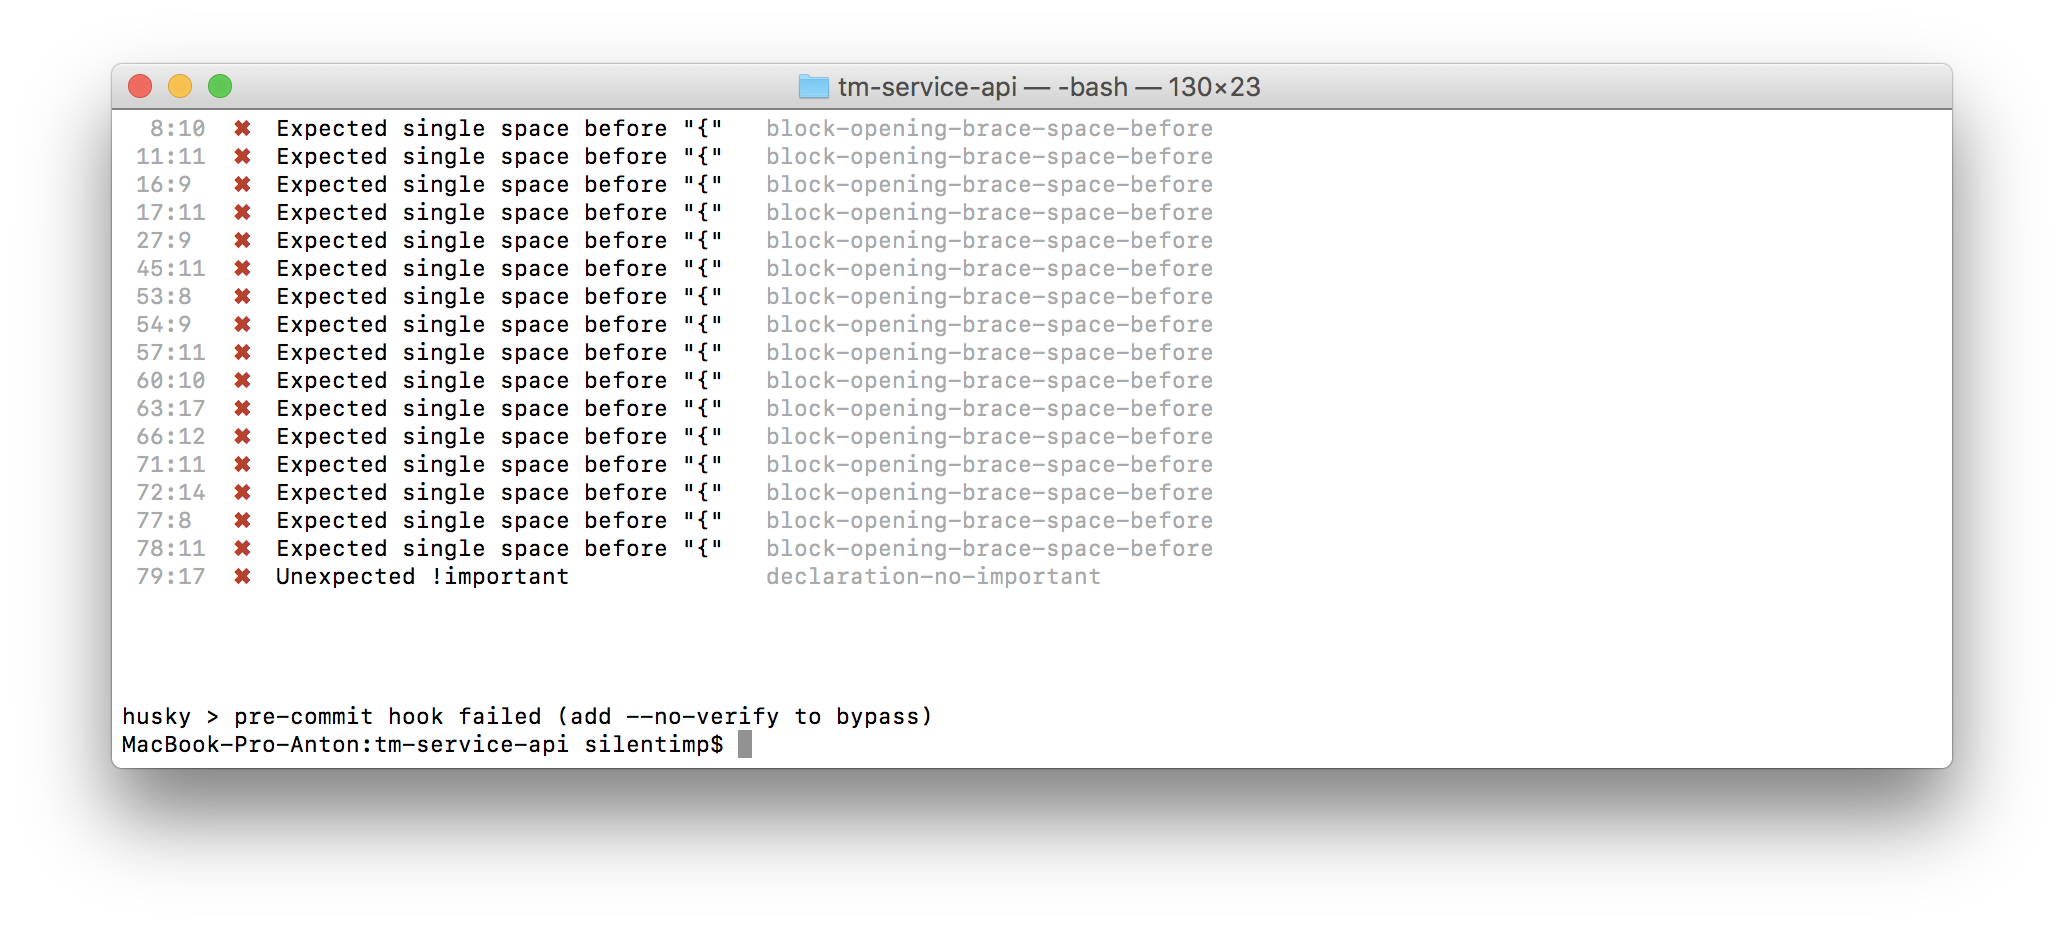 tm-service-api — -bash — 130×23
8:10 ✖ Expected single space before "{" block-opening-brace-space-before
11:11 ✖ Expected single space before "{" block-opening-brace-space-before
16:9 ✖ Expected single space before "{" block-opening-brace-space-before
17:11 ✖ Expected single space before "{" block-opening-brace-space-before
27:9 ✖ Expected single space before "{" block-opening-brace-space-before
45:11 ✖ Expected single space before "{" block-opening-brace-space-before
53:8 ✖ Expected single space before "{" block-opening-brace-space-before
54:9 ✖ Expected single space before "{" block-opening-brace-space-before
57:11 ✖ Expected single space before "{" block-opening-brace-space-before
60:10 ✖ Expected single space before "{" block-opening-brace-space-before
63:17 ✖ Expected single space before "{" block-opening-brace-space-before
66:12 ✖ Expected single space before "{" block-opening-brace-space-before
71:11 ✖ Expected single space before "{" block-opening-brace-space-before
72:14 ✖ Expected single space before "{" block-opening-brace-space-before
77:8 ✖ Expected single space before "{" block-opening-brace-space-before
78:11 ✖ Expected single space before "{" block-opening-brace-space-before
79:17 ✖ Unexpected !important declaration-no-important
husky > pre-commit hook failed (add --no-verify to bypass)
MacBook-Pro-Anton:tm-service-api silentimp$